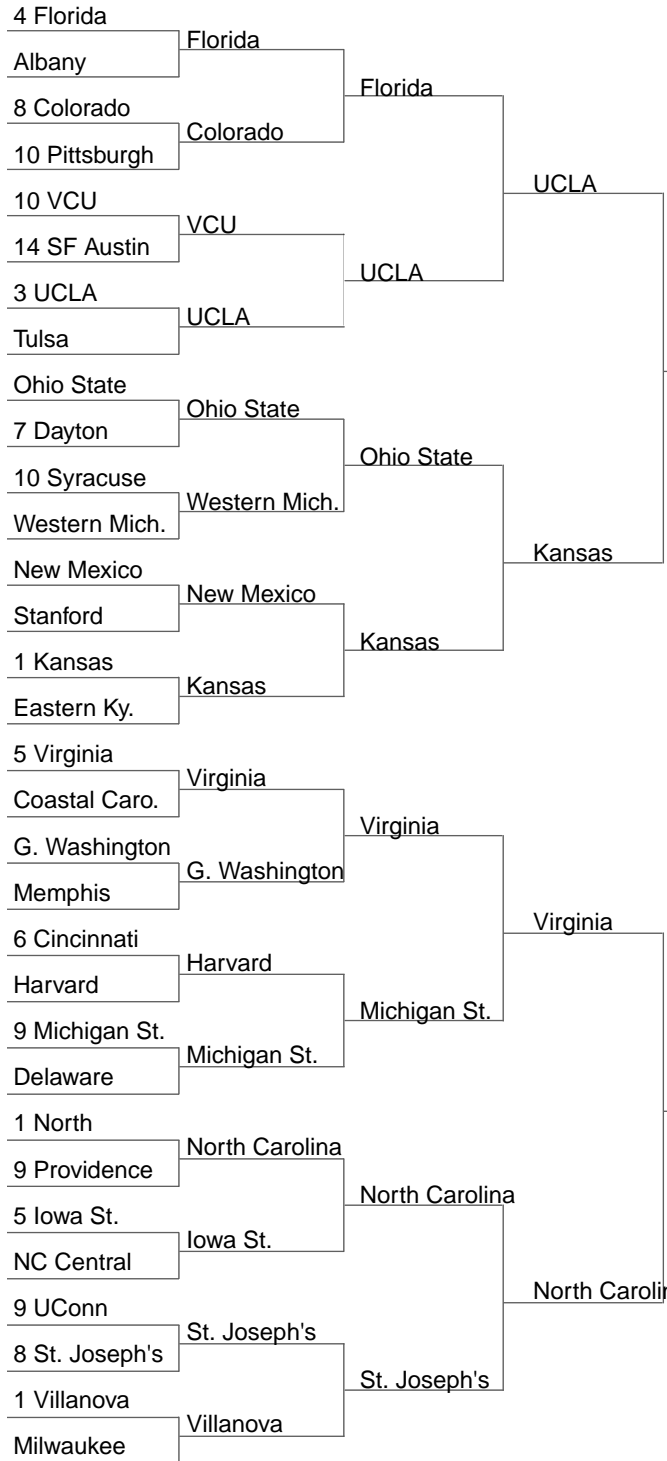 4 Florida
Albany
8 Colorado
10 Pittsburgh
10 VCU
14 SF Austin
3 UCLA
Tulsa
Ohio State
7 Dayton
10 Syracuse
Western Mich.
New Mexico
Stanford
1 Kansas
Eastern Ky.
5 Virginia
Coastal Caro.
G. Washington
Memphis
6 Cincinnati
Harvard
9 Michigan St.
Delaware
1 North
9 Providence
5 Iowa St.
NC Central
9 UConn
8 St. Joseph's
1 Villanova
Milwaukee
Florida
Colorado
VCU
UCLA
Ohio State
Western Mich.
New Mexico
Kansas
Virginia
G. Washington
Harvard
Michigan St.
North Carolina
Iowa St.
St. Joseph's
Villanova
Florida
UCLA
Ohio State
Kansas
Virginia
Michigan St.
North Carolina
St. Joseph's
UCLA
Kansas
Virginia
North Carolin